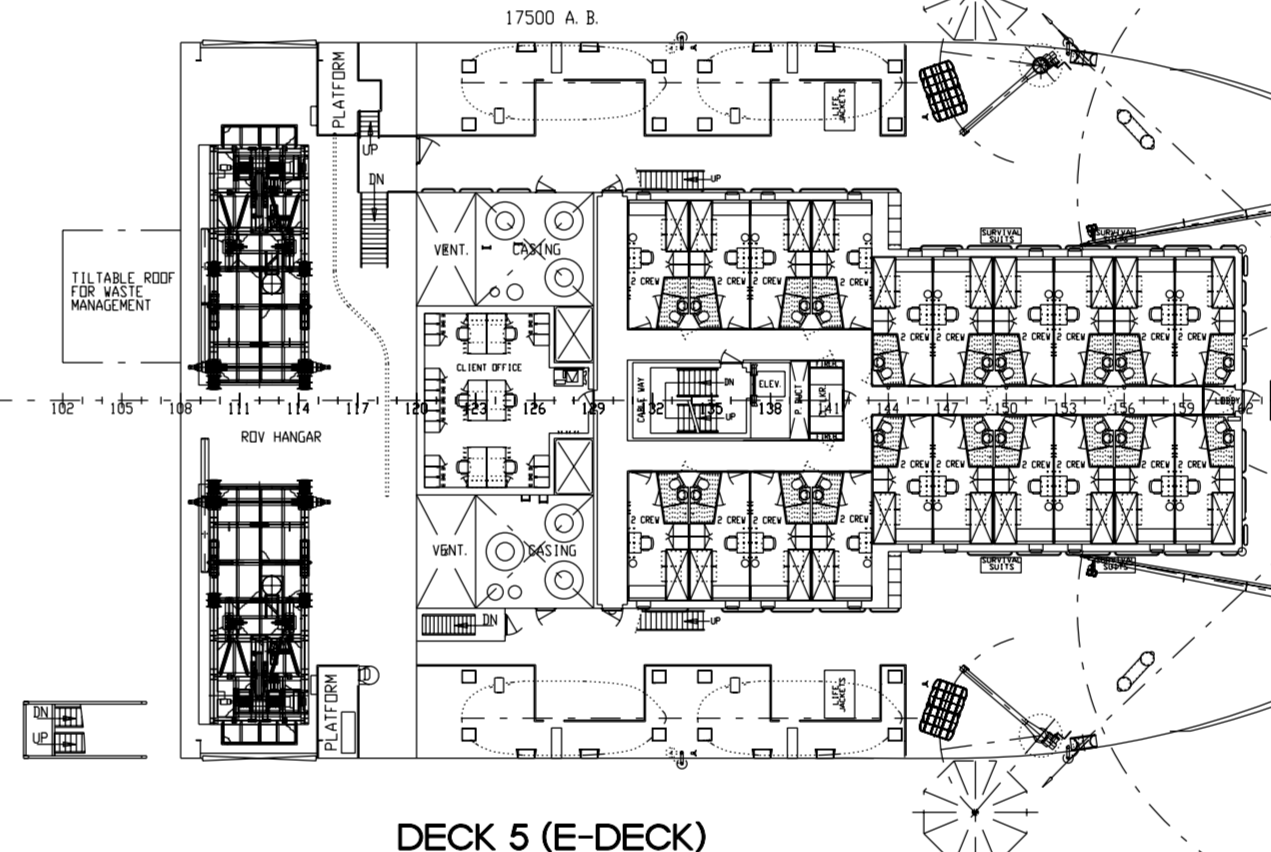 17500 A. B.
PLATFORM
LIFE
JACKETS
UP
DN
UP
SURVIVAL
SUITS
SURVIVAL
SUITS
VENT.
CASING
2 CREW
2 CREW
2 CREW
2 CREW
TILTABLE ROOF
FOR WASTE
MANAGEMENT
2 CREW
2 CREW
2 CREW
2 CREW
2 CREW
2 CREW
CLIENT OFFICE
CABLE WAY
DN
ELEV.
P. DUCT
LKR
UP
102 105 108 111 114 117 120 123 126 129 132 135 138 141 144 147 150 153 156 159 162
LOBBY
ROV HANGAR
2 CREW
2 CREW
2 CREW
2 CREW
2 CREW
2 CREW
2 CREW
2 CREW
2 CREW
2 CREW
VENT.
CASING
SURVIVAL
SUITS
SURVIVAL
SUITS
DN
UP
PLATFORM
LIFE
JACKETS
DN
UP
DECK 5 (E-DECK)